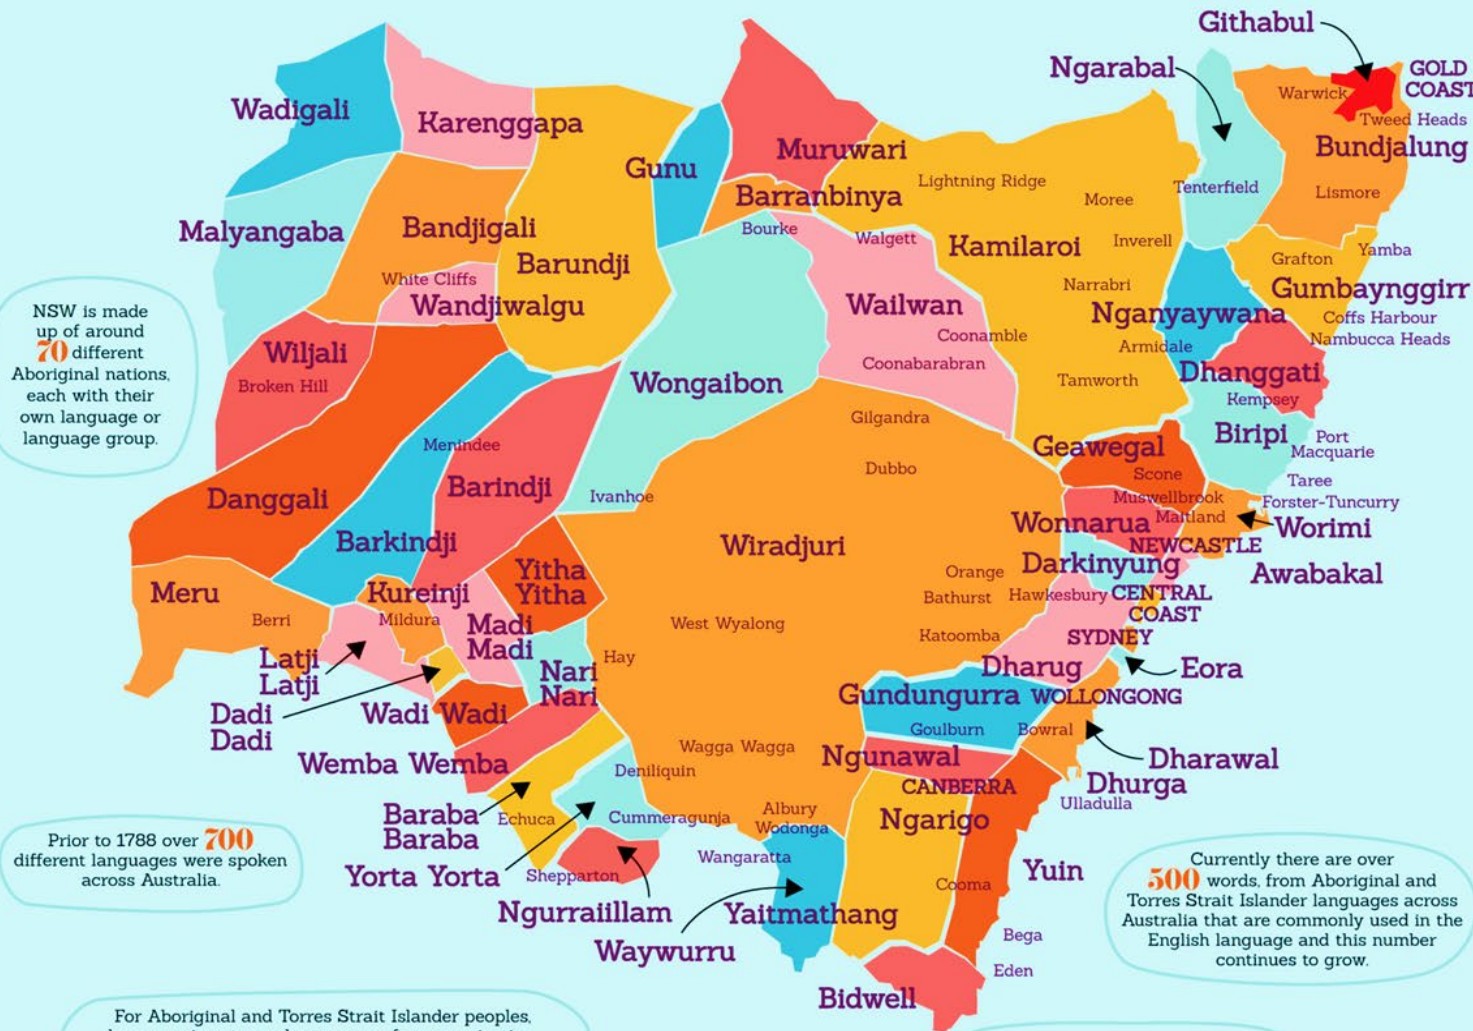 Githabul
Ngarabal
GOLD
COAST
Warwick
Tweed Heads
Wadigali
Karenggapa
Gunu
Muruwari
Bundjalung
Barranbinya
Lightning Ridge
Moree
Tenterfield
Lismore
Malyangaba
Bandjigali
Bourke
Walgett
Kamilaroi
Inverell
Yamba
Grafton
Barundji
White Cliffs
Wandjiwalgu
Narrabri
Gumbaynggirr
Wailwan
Nganyaywana
Coffs Harbour
Nambucca Heads
NSW is made
up of around
70 different
Aboriginal nations,
each with their
own language or
language group.
Wiljali
Broken Hill
Coonamble
Coonabarabran
Armidale
Tamworth
Dhanggati
Kempsey
Wongaibon
Gilgandra
Menindee
Geawegal
Biripi
Port
Macquarie
Dubbo
Scone
Taree
Danggali
Barindji
Ivanhoe
Muswellbrook
Forster-Tuncurry
Wonnarua
Maitland
Worimi
Barkindji
Wiradjuri
NEWCASTLE
Darkinyung
Awabakal
Yitha
Yitha
Orange
Meru
Kureinji
Bathurst
Hawkesbury
CENTRAL
COAST
Berri
Mildura
Madi
Madi
West Wyalong
Katoomba
SYDNEY
Latji
Latji
Nari
Nari
Hay
Dharug
Eora
Gundungurra
WOLLONGONG
Dadi
Dadi
Wadi Wadi
Goulburn
Bowral
Wemba Wemba
Wagga Wagga
Ngunawal
Dharawal
Deniliquin
CANBERRA
Dhurga
Ulladulla
Baraba
Baraba
Echuca
Cummeragunja
Albury
Wodonga
Ngarigo
Prior to 1788 over 700
different languages were spoken
across Australia.
Wangaratta
Yorta Yorta
Shepparton
Cooma
Yuin
Currently there are over
500 words, from Aboriginal and
Torres Strait Islander languages across
Australia that are commonly used in the
English language and this number
continues to grow.
Ngurraiillam
Yaitmathang
Waywurru
Bega
Eden
Bidwell
For Aboriginal and Torres Strait Islander peoples,